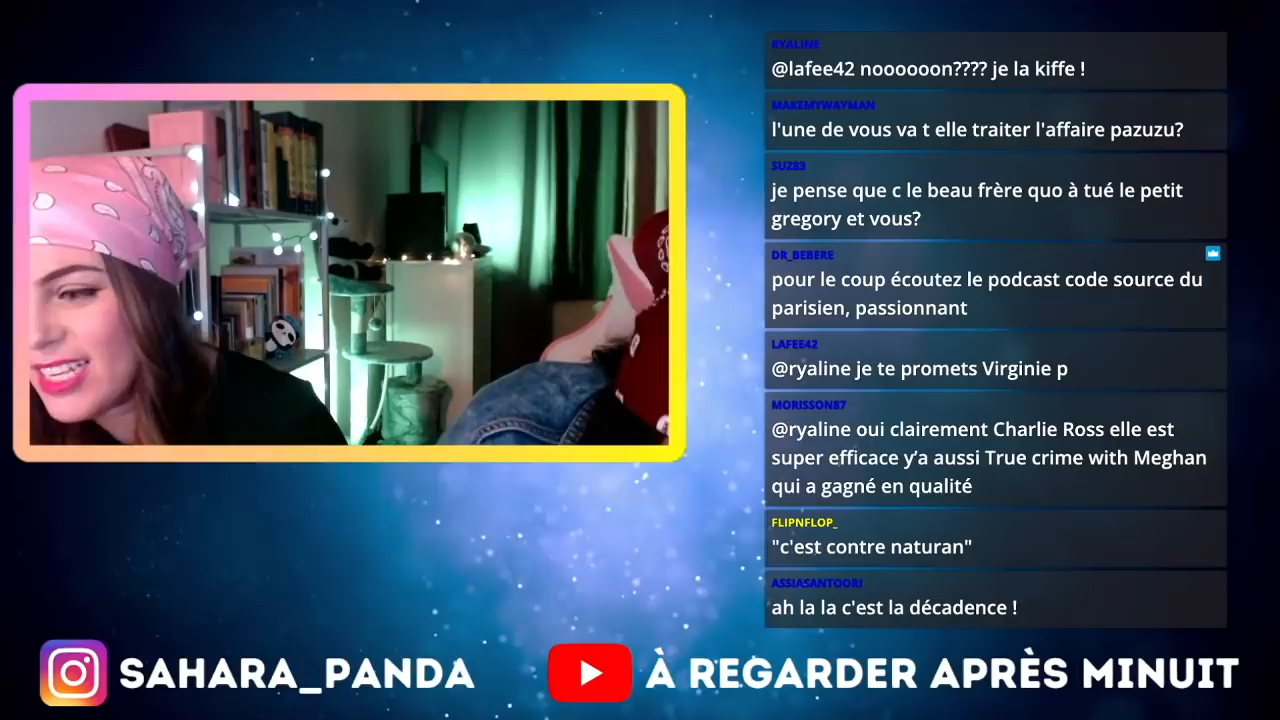 RYALINE
@lafee42 noooooon???? je la kiffe !
MAKEMYWAYMAN
l'une de vous va t elle traiter l'affaire pazuzu?
SUZ83
je pense que c le beau frère quo à tué le petit
gregory et vous?
DR_BEBERE
pour le coup écoutez le podcast code source du
parisien, passionnant
LAFEE42
@ryaline je te promets Virginie p
MORISSON87
@ryaline oui clairement Charlie Ross elle est
super efficace y’a aussi True crime with Meghan
qui a gagné en qualité
FLIPNFLOP_
"c'est contre naturan"
ASSIASANTODRI
ah la la c'est la décadence !
SAHARA_PANDA
À REGARDER APRÈS MINUIT